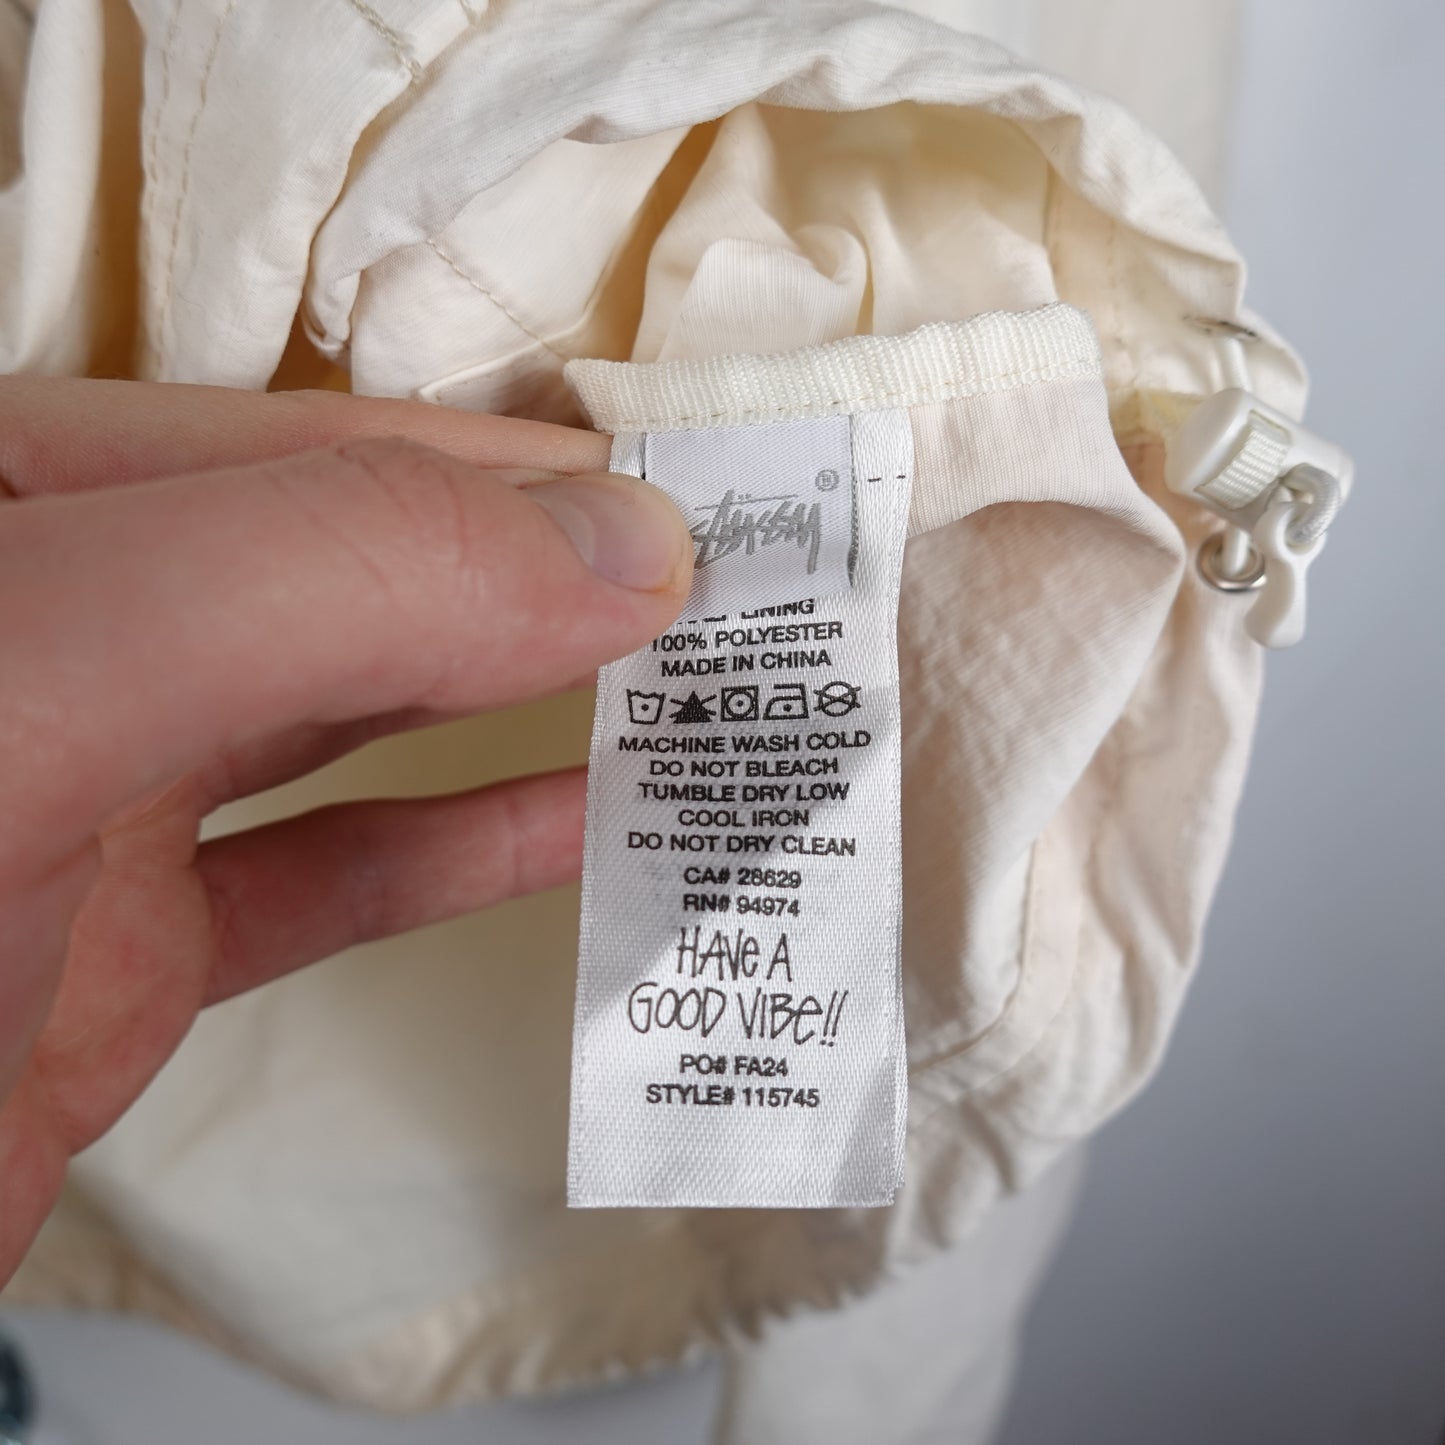 Stüssy ®
LINING
100% POLYESTER
MADE IN CHINA
MACHINE WASH COLD
DO NOT BLEACH
TUMBLE DRY LOW
COOL IRON
DO NOT DRY CLEAN
CA# 28629
RN# 94974
HAVe A
GOOD VIBe!!
PO# FA24
STYLE# 115745